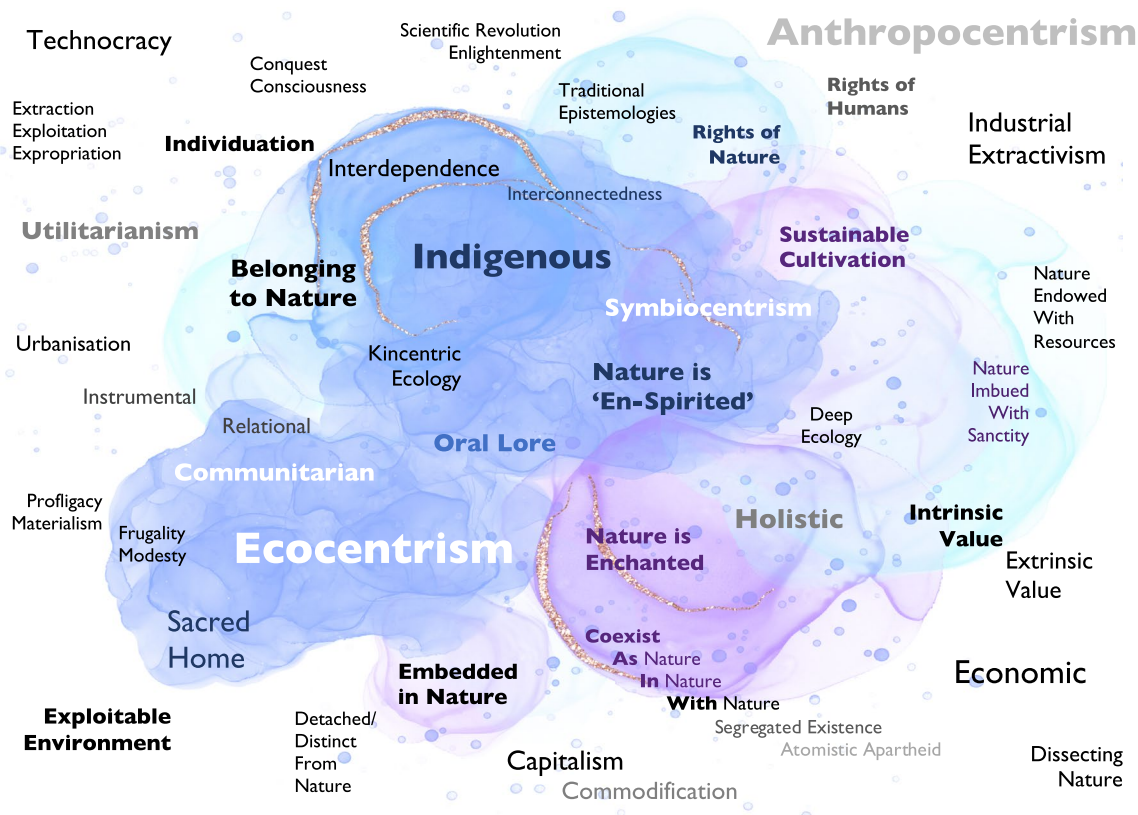 Anthropocentrism
Technocracy
Scientific Revolution
Enlightenment
Conquest
Consciousness
Traditional
Epistemologies
Rights of
Humans
Extraction
Exploitation
Expropriation
Individuation
Rights of
Nature
Industrial
Extractivism
Interdependence
Interconnectedness
Utilitarianism
Belonging
to Nature
Indigenous
Sustainable
Cultivation
Symbiocentrism
Nature
Endowed
With
Resources
Urbanisation
Kincentric
Ecology
Nature is
‘En-Spirited’
Nature
Imbued
With
Sanctity
Instrumental
Relational
Oral Lore
Deep
Ecology
Communitarian
Profligacy
Materialism
Frugality
Modesty
Ecocentrism
Nature is
Enchanted
Holistic
Intrinsic
Value
Extrinsic
Value
Sacred
Home
Coexist
As Nature
In Nature
With Nature
Segregated Existence
Atomistic Apartheid
Embedded
in Nature
Economic
Exploitable
Environment
Detached/
Distinct
From
Nature
Capitalism
Commodification
Dissecting
Nature